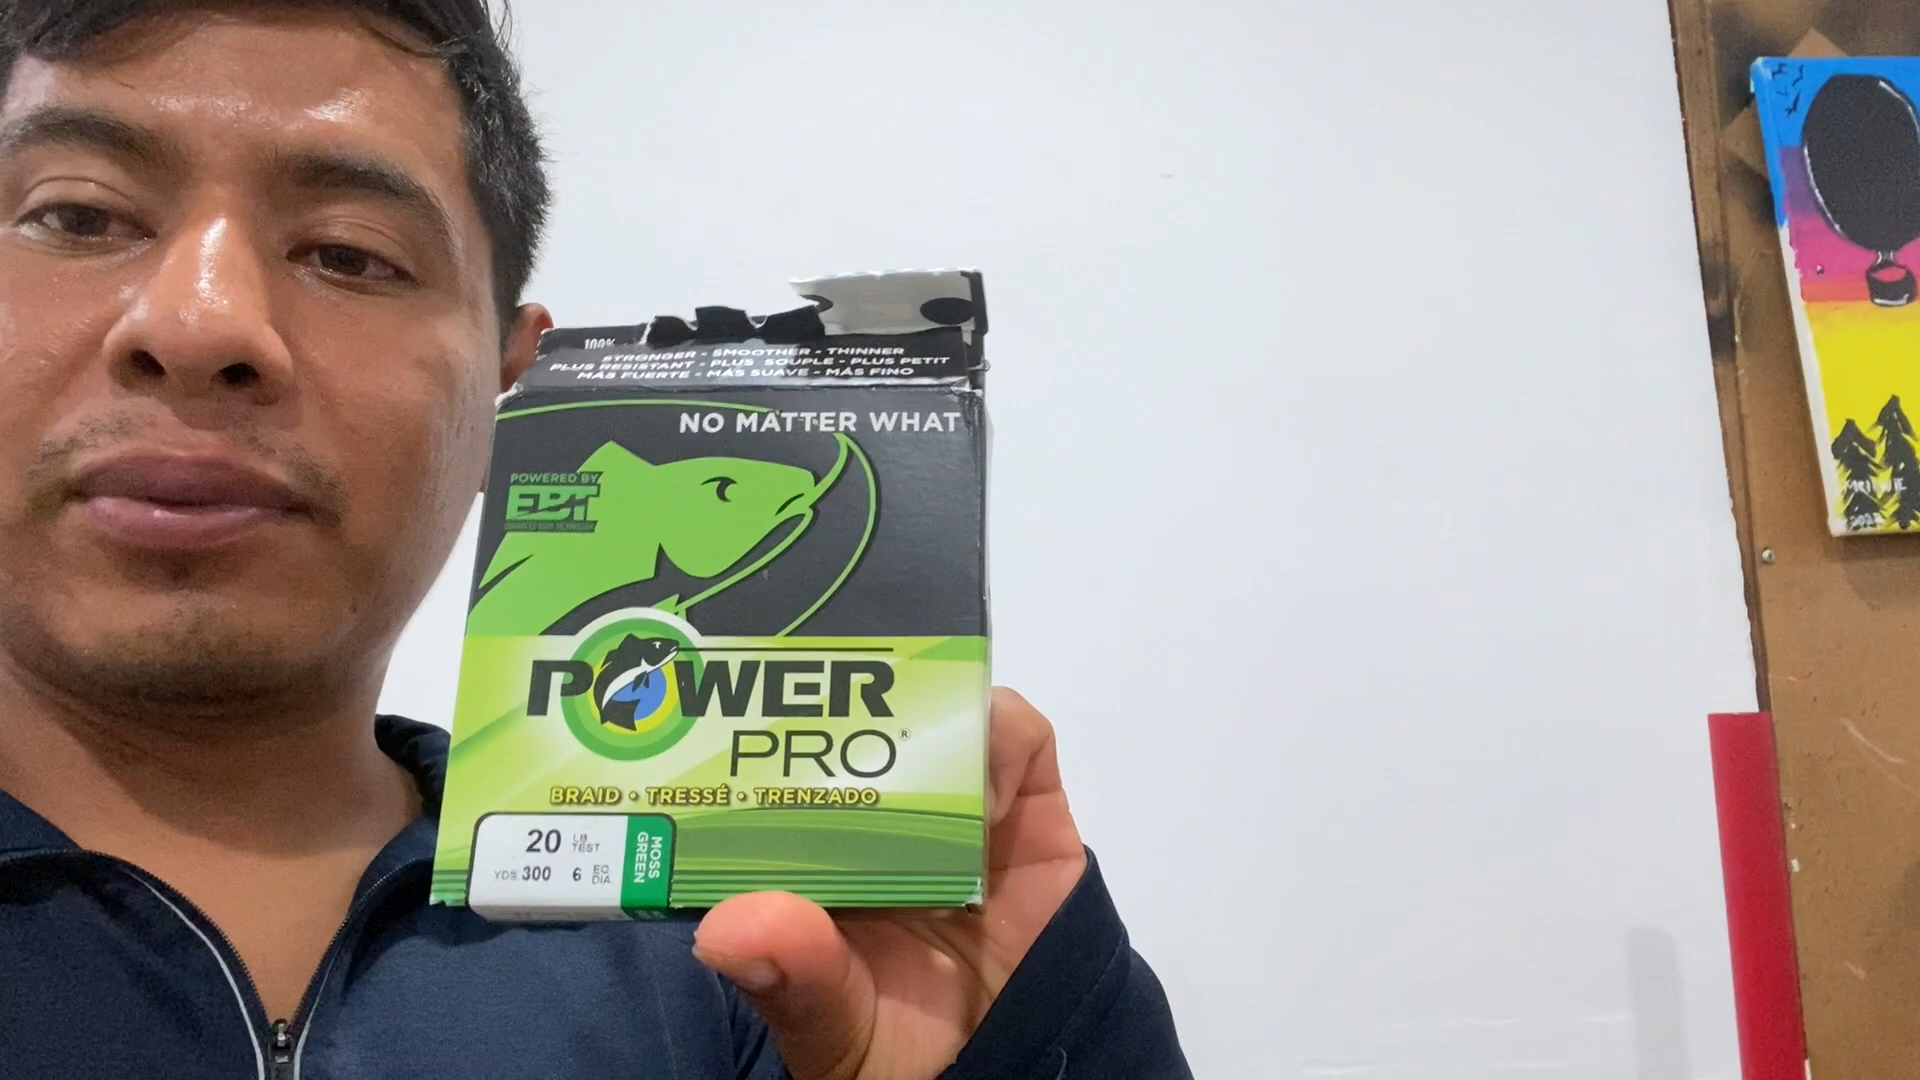 100%
STRONGER - SMOOTHER - THINNER
PLUS RESISTANT - PLUS SOUPLE - PLUS PETIT
MÁS FUERTE - MÁS SUAVE - MÁS FINO
NO MATTER WHAT
POWERED BY
EBT
POWER
PRO®
BRAID • TRESSÉ • TRENZADO
20 LB TEST
YDS 300 6 EQ. DIA.
MOSS GREEN